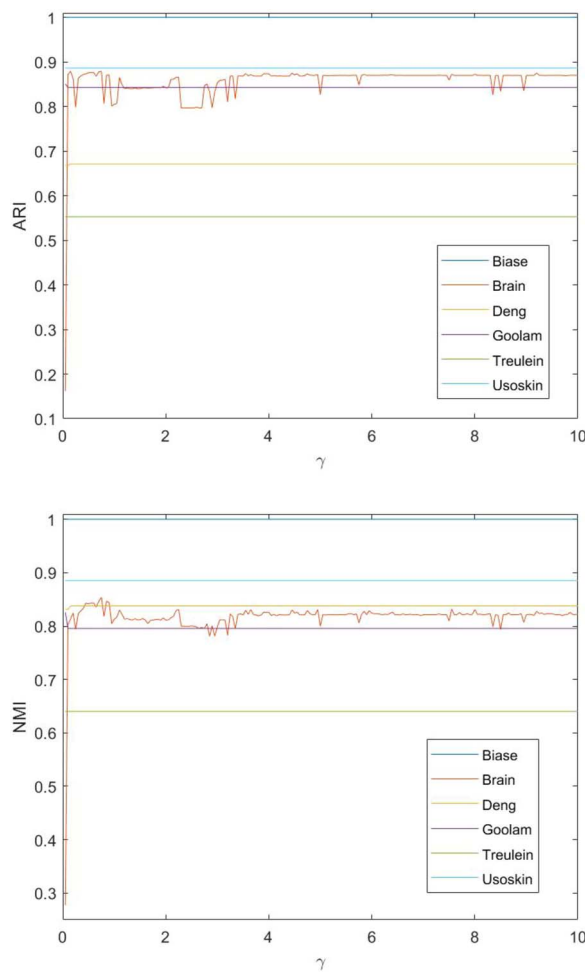 1
0.9
0.8
0.7
0.6
0.5
0.4
0.3
0.2
0.1
ARI
Biase
Brain
Deng
Goolam
Treulein
Usoskin
0 2 4 6 8 10
γ
1
0.9
0.8
0.7
0.6
0.5
0.4
0.3
NMI
Biase
Brain
Deng
Goolam
Treulein
Usoskin
0 2 4 6 8 10
γ